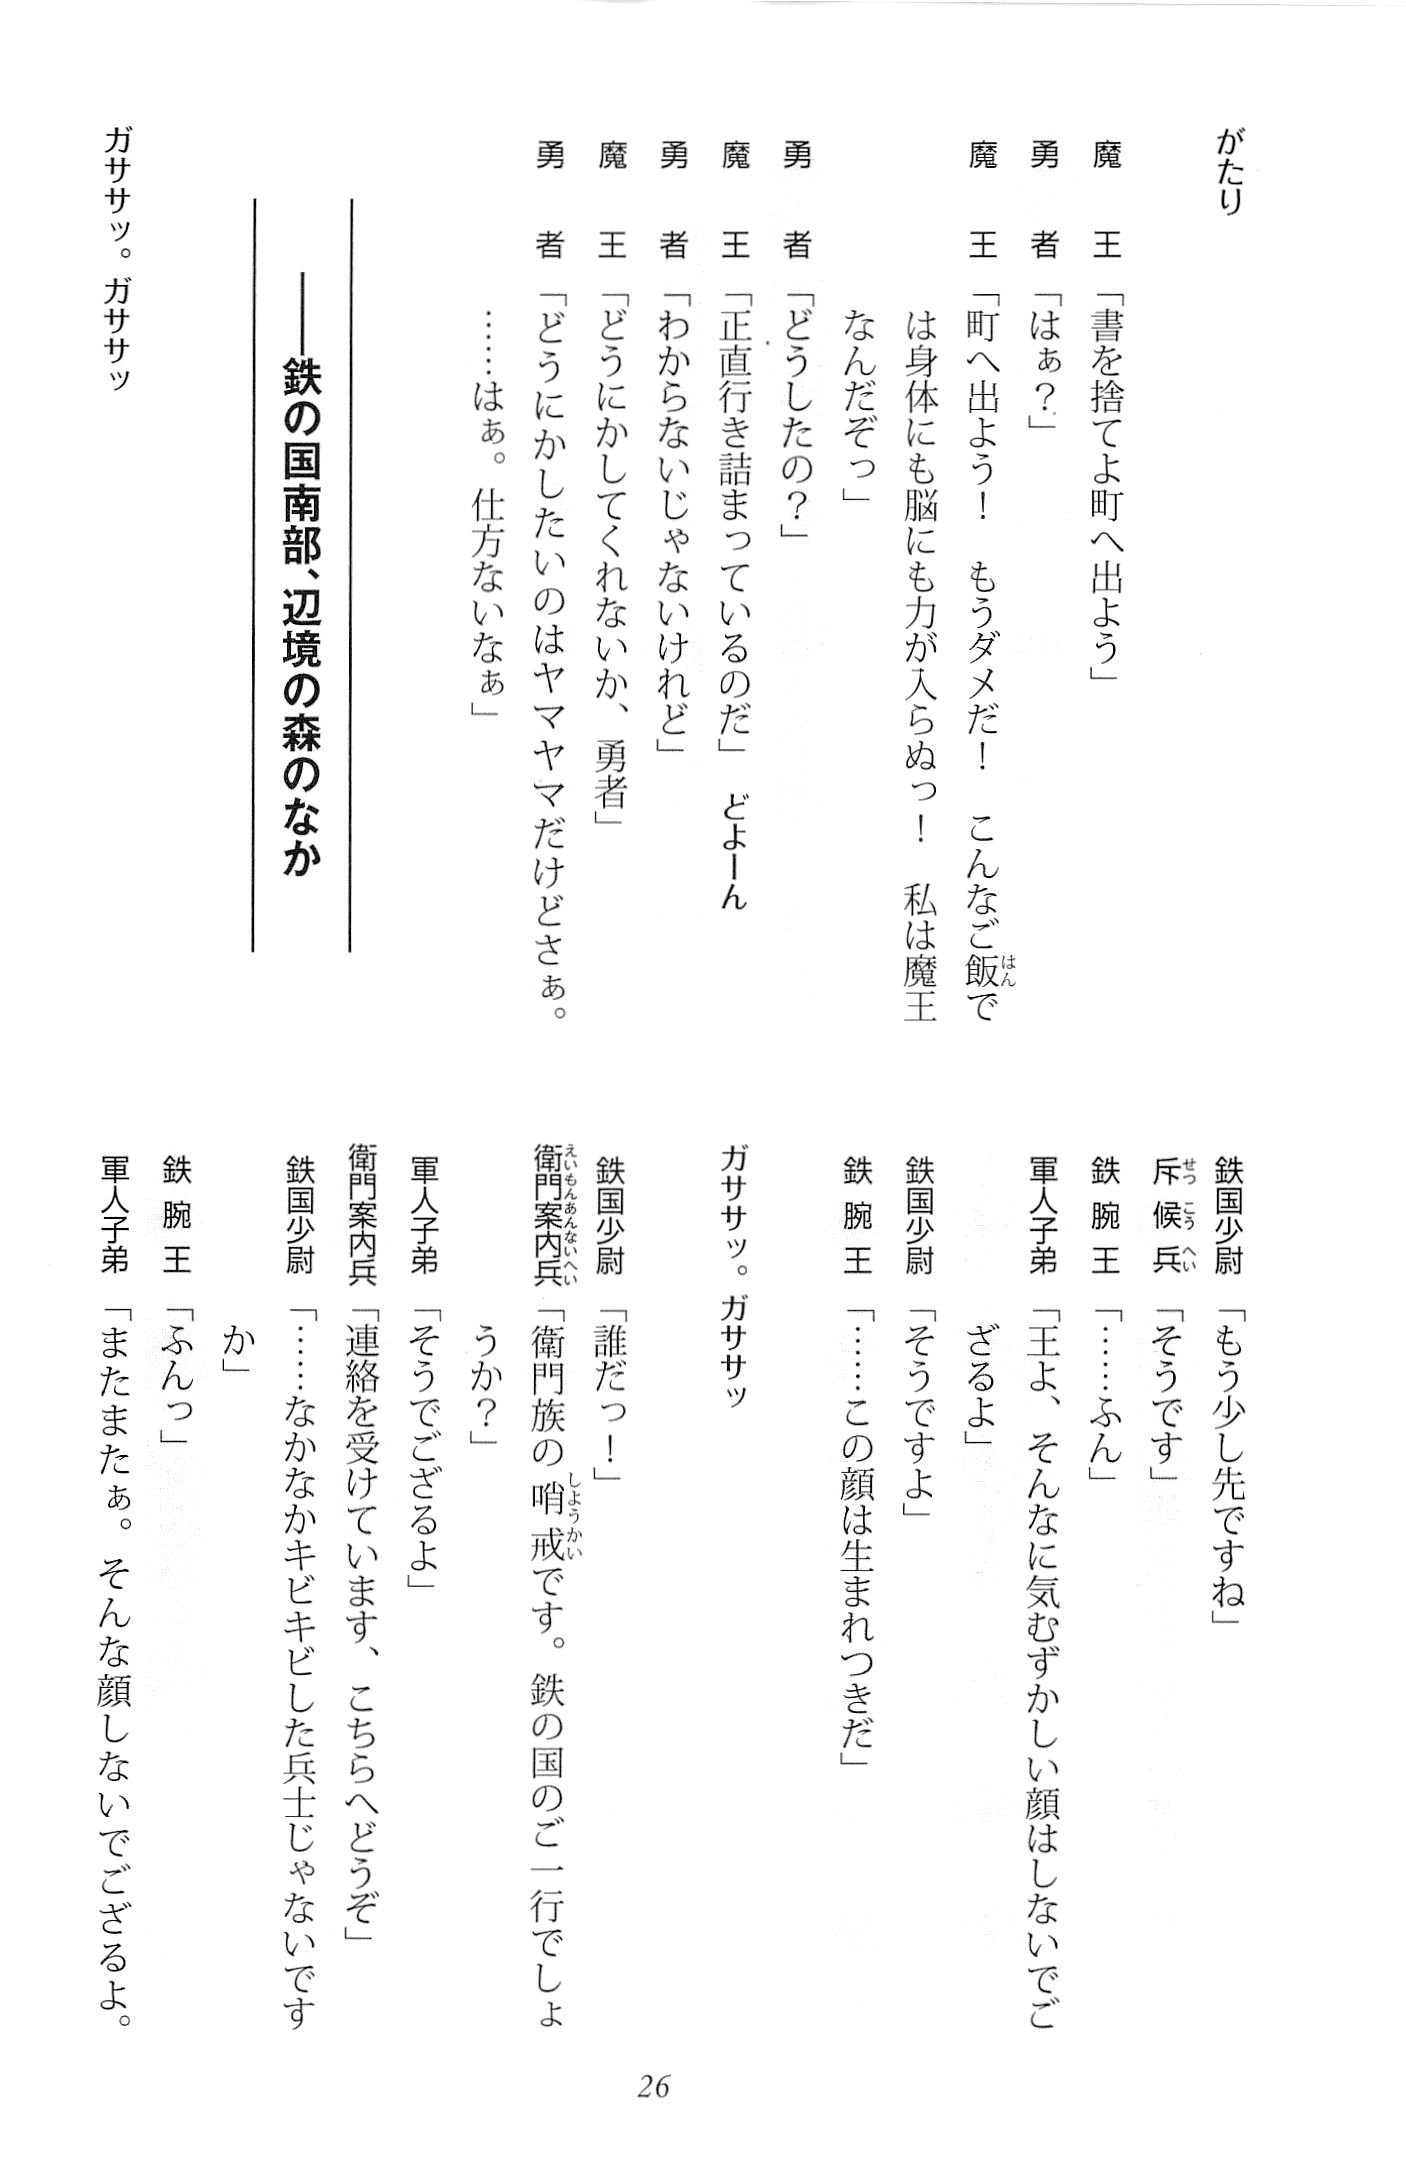 がたり
魔王「書を捨てよ町へ出よう」
勇者「はぁ？」
魔王「町へ出よう！　もうダメだ！　こんなご飯で
は身体にも脳にも力が入らぬっ！　私は魔王
なんだぞっ」
勇者「どうしたの？」
魔王「正直行き詰まっているのだ」　どよーん
勇者「わからないじゃないけれど」
魔王「どうにかしてくれないか、勇者」
勇者「どうにかしたいのはヤマヤマだけどさぁ。
……はぁ。仕方ないなぁ」
――鉄の国南部、辺境の森のなか
ガササッ。ガササッ
鉄国少尉「もう少し先ですね」
斥候兵「そうです」
鉄腕王「……ふん」
軍人子弟「王よ、そんなに気むずかしい顔はしないでご
ざるよ」
鉄国少尉「そうですよ」
鉄腕王「……この顔は生まれつきだ」
ガササッ。ガササッ
鉄国少尉「誰だっ！」
衛門案内兵「衛門族の哨戒です。鉄の国のご一行でしょ
うか？」
軍人子弟「そうでござるよ」
衛門案内兵「連絡を受けています、こちらへどうぞ」
鉄国少尉「……なかなかキビキビした兵士じゃないです
か」
鉄腕王「ふんっ」
軍人子弟「またまたぁ。そんな顔しないでござるよ。
26